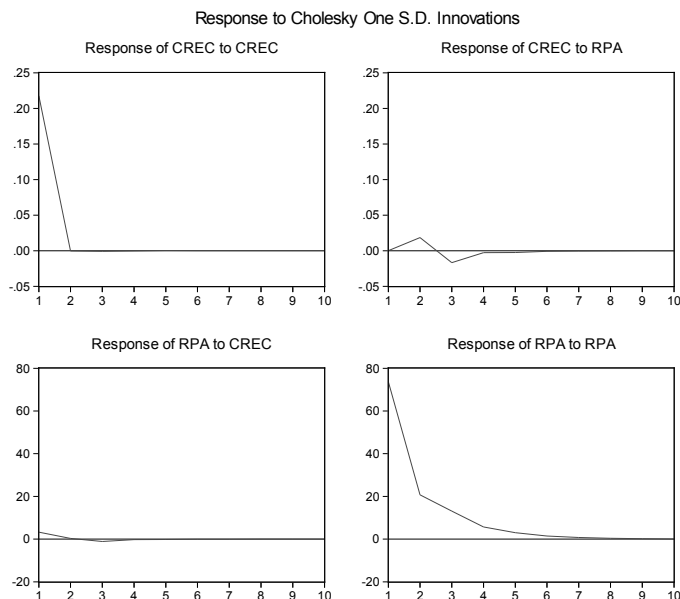 Response to Cholesky One S.D. Innovations
Response of CREC to CREC
.25
.20
.15
.10
.05
.00
-.05
1 2 3 4 5 6 7 8 9 10
Response of CREC to RPA
.25
.20
.15
.10
.05
.00
-.05
1 2 3 4 5 6 7 8 9 10
Response of RPA to CREC
80
60
40
20
0
-20
1 2 3 4 5 6 7 8 9 10
Response of RPA to RPA
80
60
40
20
0
-20
1 2 3 4 5 6 7 8 9 10